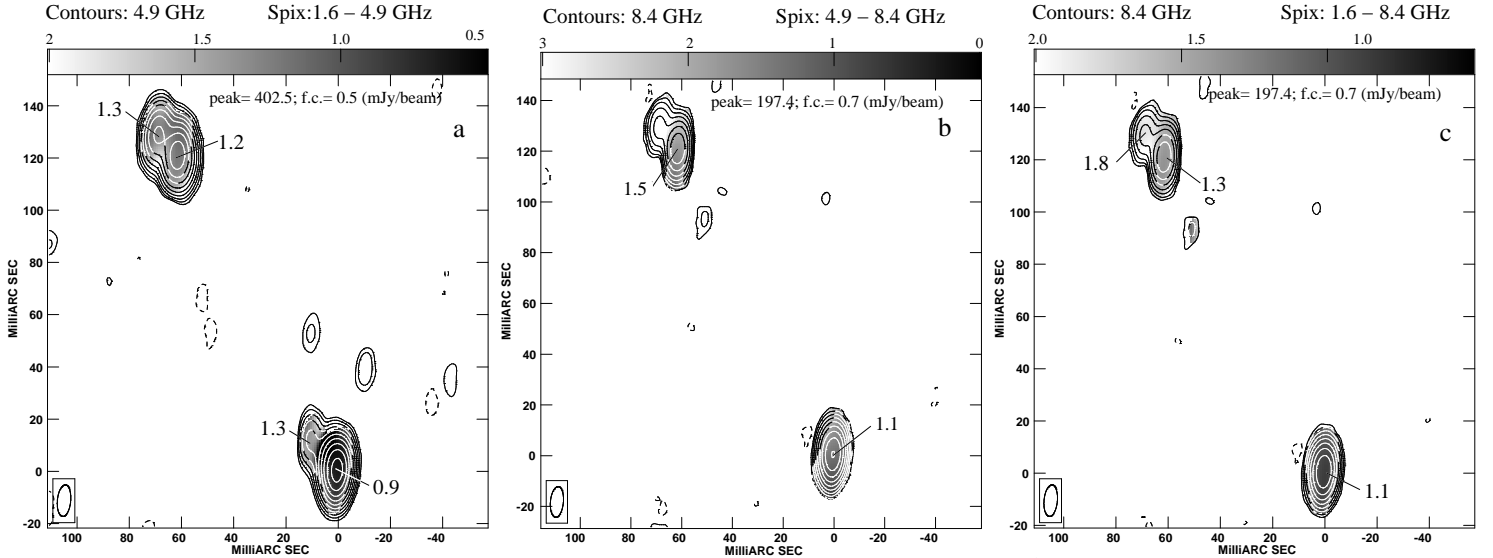 Contours: 4.9 GHz Spix:1.6 – 4.9 GHz
2 1.5 1.0 0.5
peak= 402.5; f.c.= 0.5 (mJy/beam)
a
1.3
1.2
1.3
0.9
140
120
100
80
60
40
20
0
-20
MilliARC SEC
100 80 60 40 20 0 -20 -40
MilliARC SEC
Contours: 8.4 GHz Spix: 4.9 – 8.4 GHz
3 2 1 0
peak= 197.4; f.c.= 0.7 (mJy/beam)
b
1.5
1.1
140
120
100
80
60
40
20
0
-20
MilliARC SEC
100 80 60 40 20 0 -20 -40
MilliARC SEC
Contours: 8.4 GHz Spix: 1.6 – 8.4 GHz
2.0 1.5 1.0
peak= 197.4; f.c.= 0.7 (mJy/beam)
c
1.8
1.3
1.1
140
120
100
80
60
40
20
0
-20
MilliARC SEC
100 80 60 40 20 0 -20 -40
MilliARC SEC